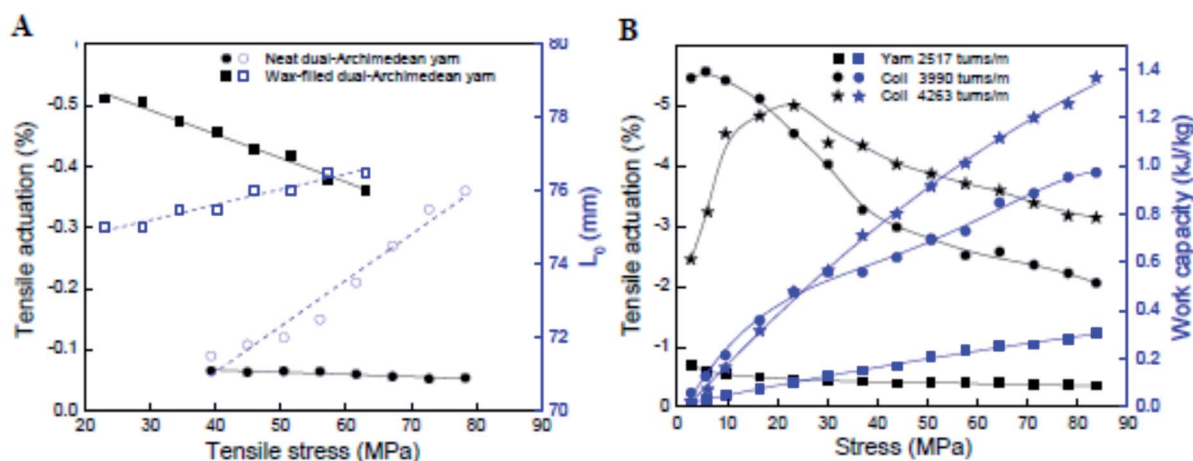 A
Neat dual-Archimedean yarn
Wax-filled dual-Archimedean yarn
Tensile actuation (%)
-0.5
-0.4
-0.3
-0.2
-0.1
0.0
20 30 40 50 60 70 80 90
Tensile stress (MPa)
80
78
76
74
72
70
L0 (mm)
B
Yarn 2517 turns/m
Coil 3990 turns/m
Coil 4263 turns/m
Tensile actuation (%)
-5
-4
-3
-2
-1
0
0 10 20 30 40 50 60 70 80 90
Stress (MPa)
1.4
1.2
1.0
0.8
0.6
0.4
0.2
0.0
Work capacity (kJ/kg)